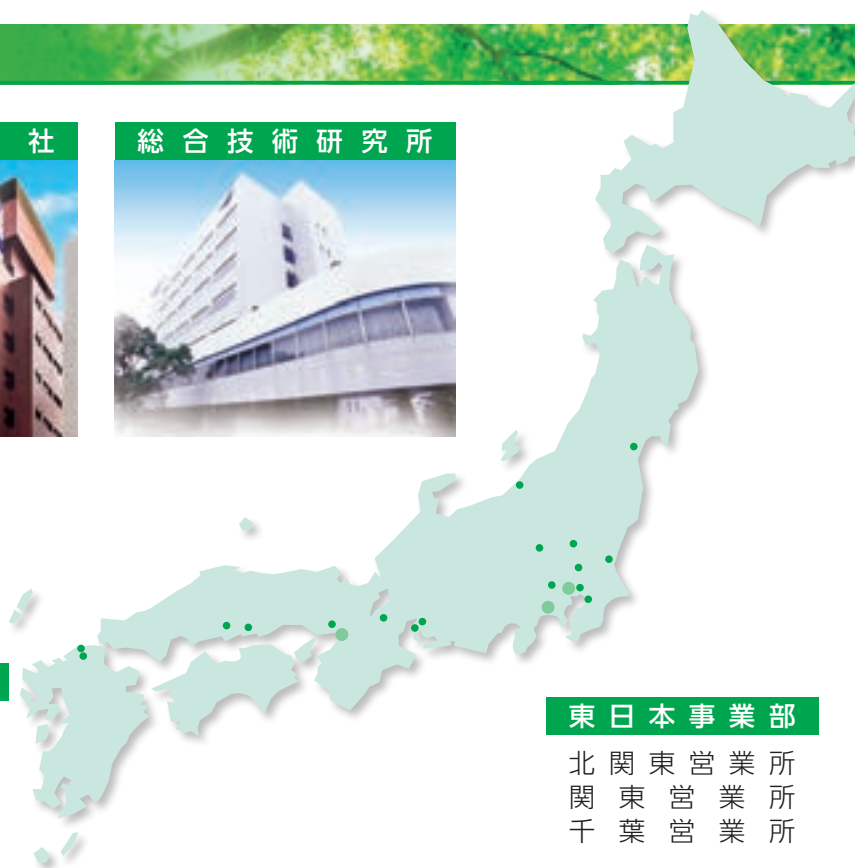 社
総合技術研究所
東日本事業部
北関東営業所
関東営業所
千葉営業所